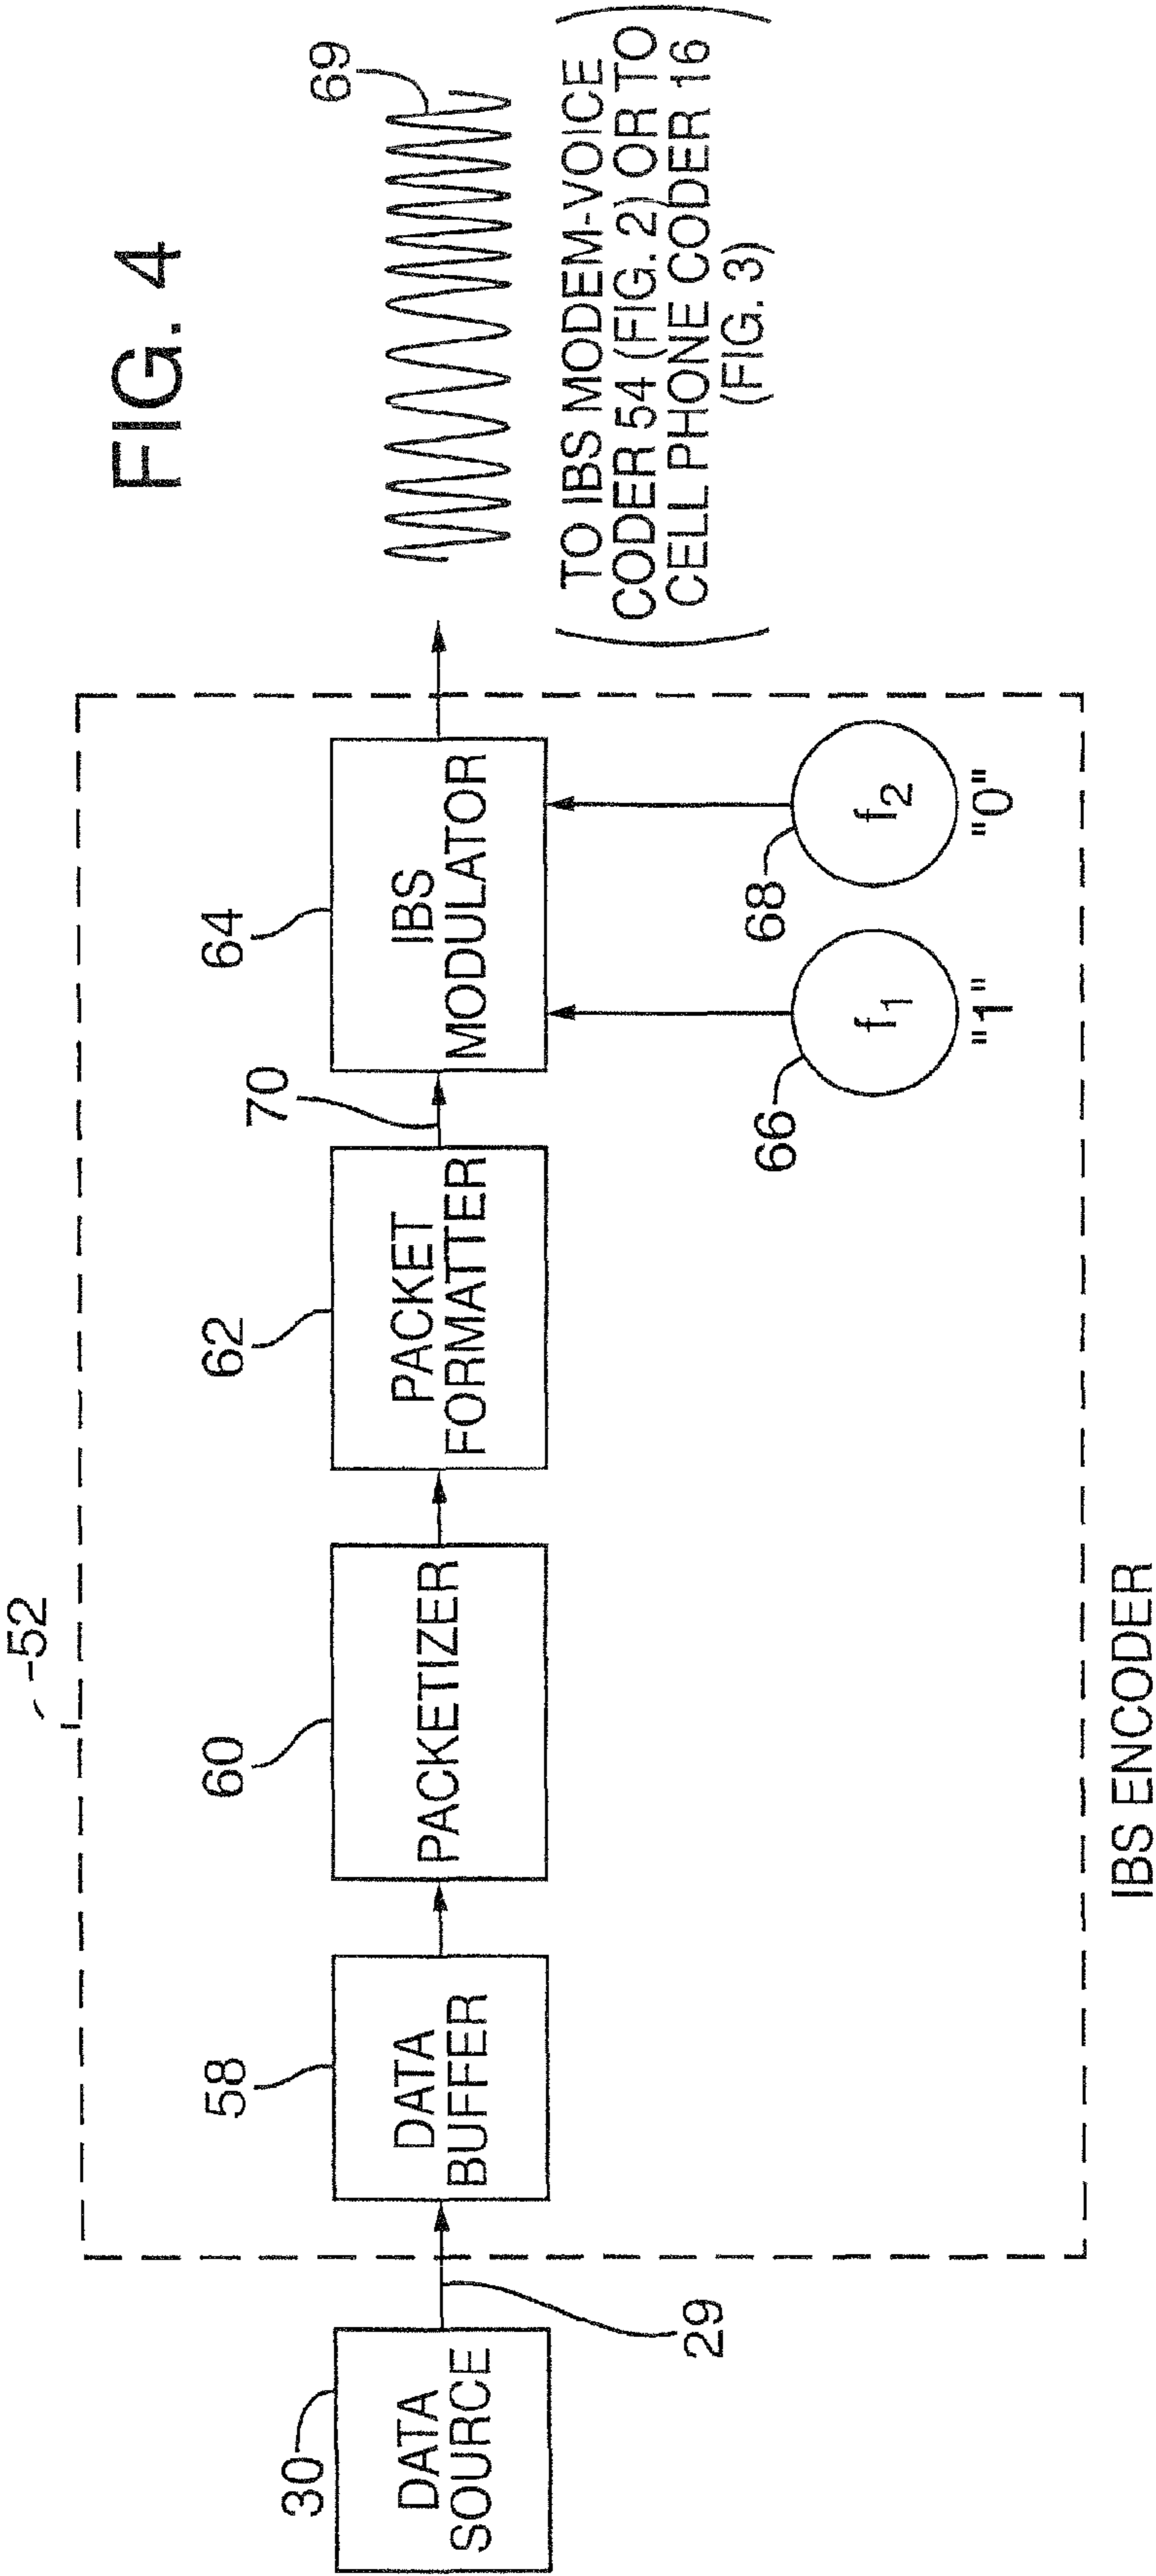 FIG. 4
52
30
DATA
SOURCE
29
58
DATA
BUFFER
60
PACKETIZER
62
PACKET
FORMATTER
70
64
IBS
MODULATOR
66
f1
"1"
68
f2
"0"
69
TO IBS MODEM-VOICE
CODER 54 (FIG. 2) OR TO
CELL PHONE CODER 16
(FIG. 3)
IBS ENCODER